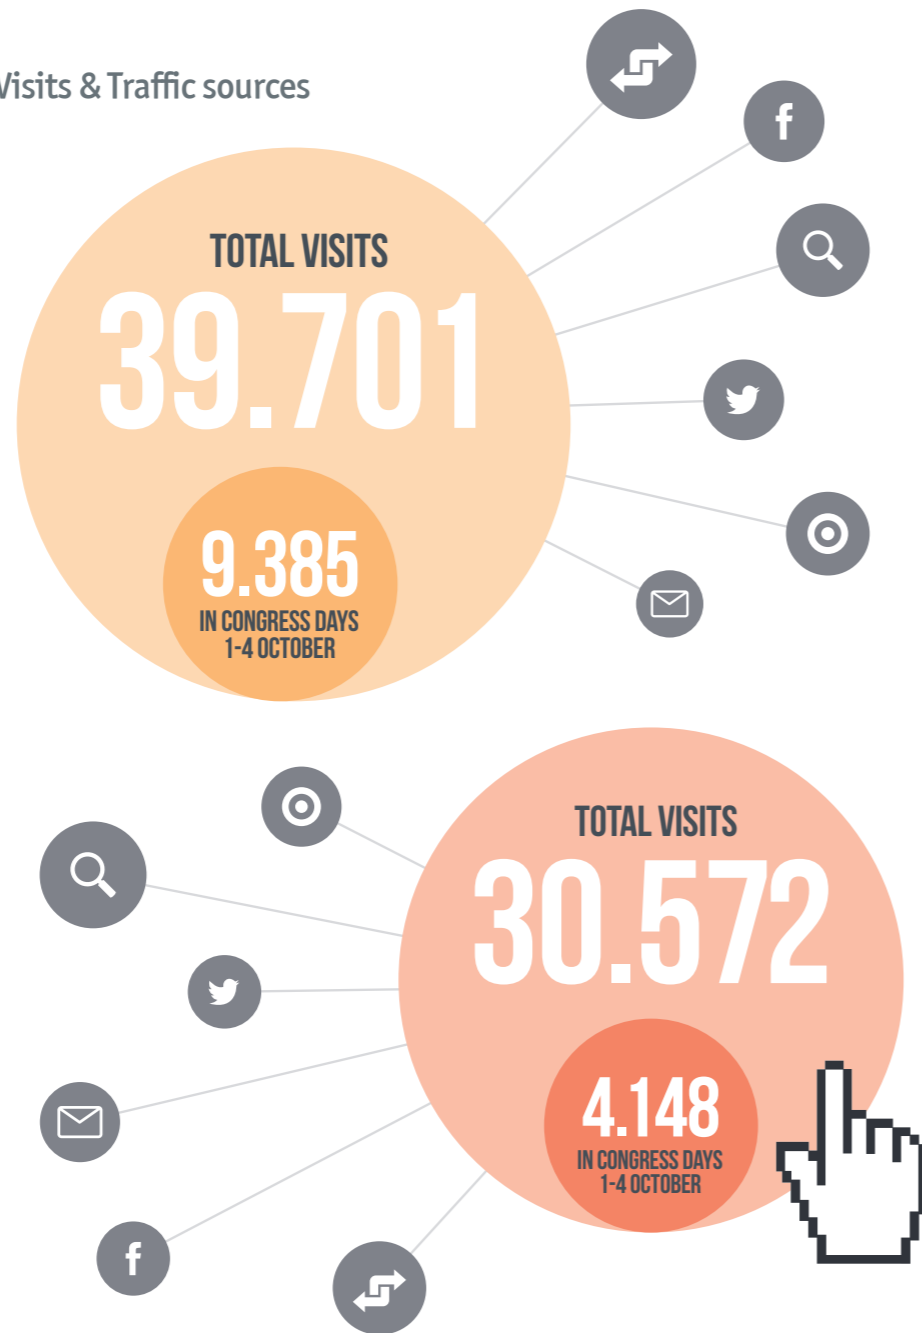 Visits & Traffic sources
TOTAL VISITS
39.701
9.385
IN CONGRESS DAYS
1-4 OCTOBER
TOTAL VISITS
30.572
4.148
IN CONGRESS DAYS
1-4 OCTOBER